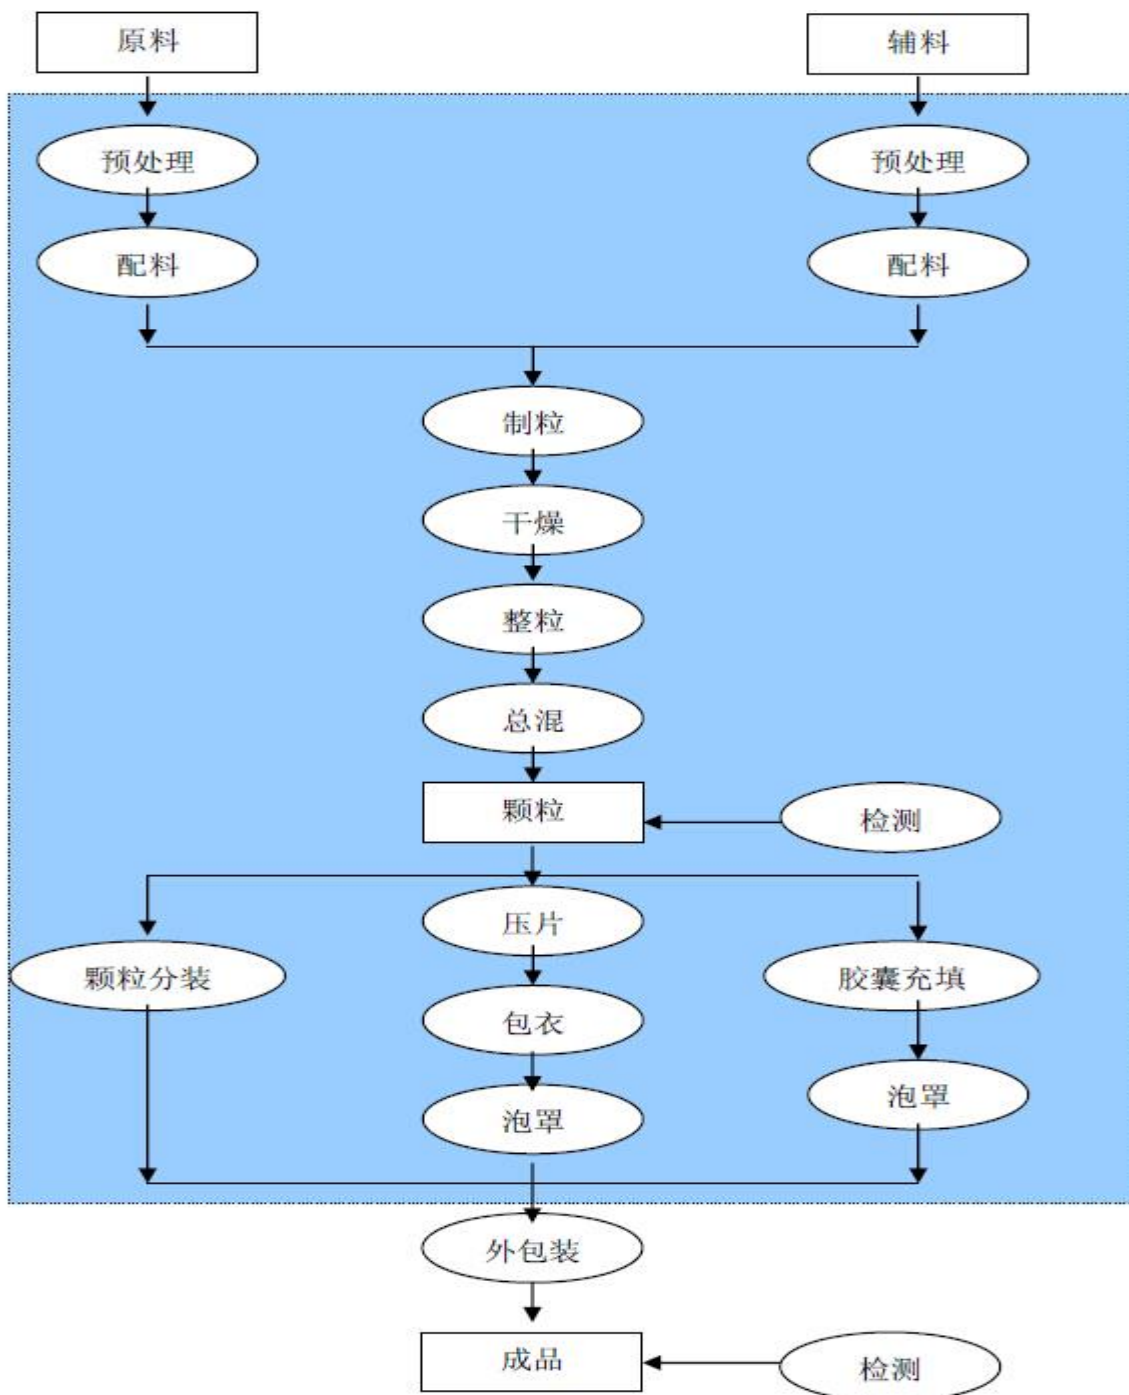 原料
辅料
预处理
预处理
配料
配料
制粒
干燥
整粒
总混
颗粒
检测
压片
颗粒分装
胶囊充填
包衣
泡罩
泡罩
外包装
成品
检测